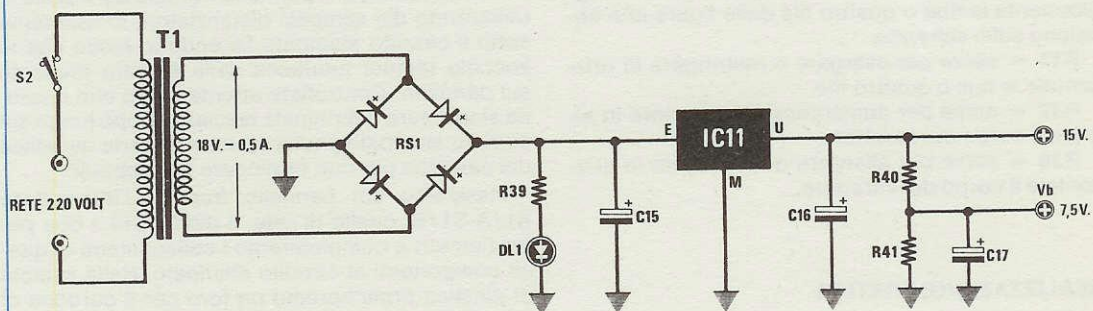 T1
S2
RETE 220 VOLT
18 V. – 0,5 A.
RS1
R39
DL1
C15
E
IC11
U
M
C16
R40
R41
C17
15 V.
Vb
7,5 V.